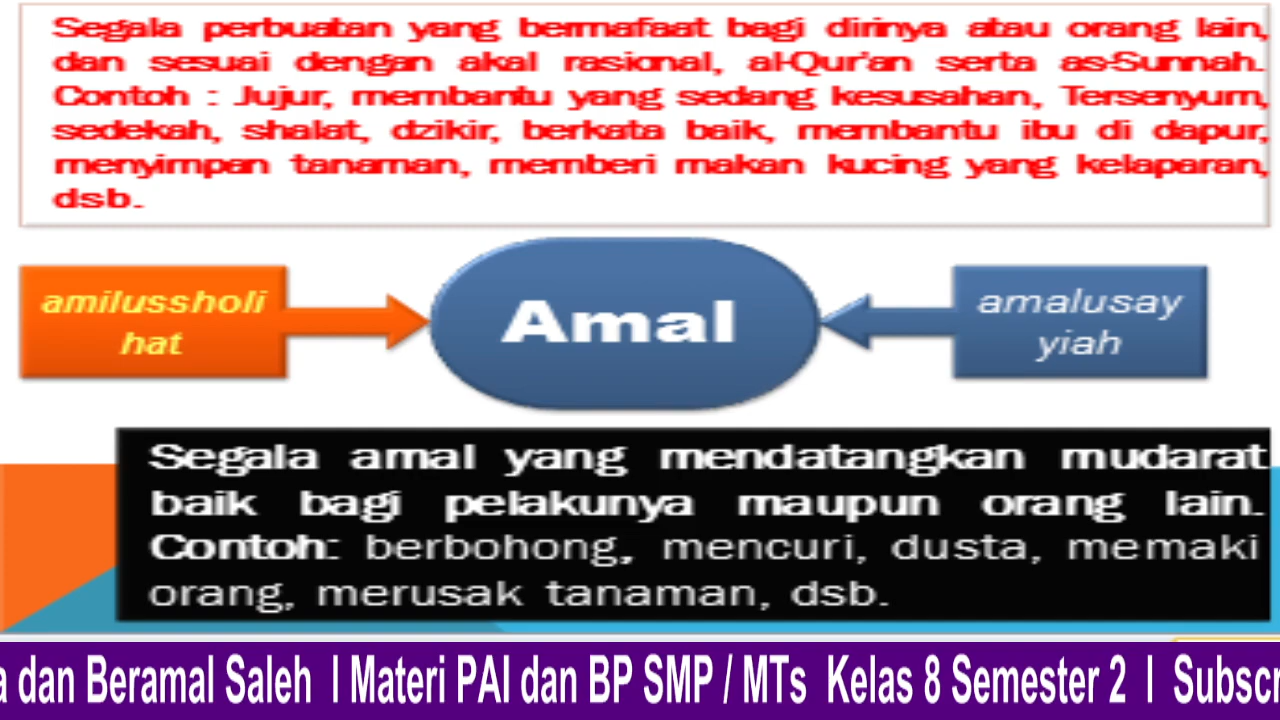 Segala perbuatan yang bermafaat bagi dirinya atau orang lain,
dan sesuai dengan akal rasional, al-Qur'an serta as-Sunnah.
Contoh : Jujur, membantu yang sedang kesusahan, Tersenyum,
sedekah, shalat, dzikir, berkata baik, membantu ibu di dapur,
menyimpan tanaman, memberi makan kucing yang kelaparan,
dsb.
amilussholi
hat
Amal
amalusay
yiah
Segala amal yang mendatangkan mudarat
baik bagi pelakunya maupun orang lain.
Contoh: berbohong, mencuri, dusta, memaki
orang, merusak tanaman, dsb.
a dan Beramal Saleh I Materi PAI dan BP SMP / MTs Kelas 8 Semester 2 I Subscr